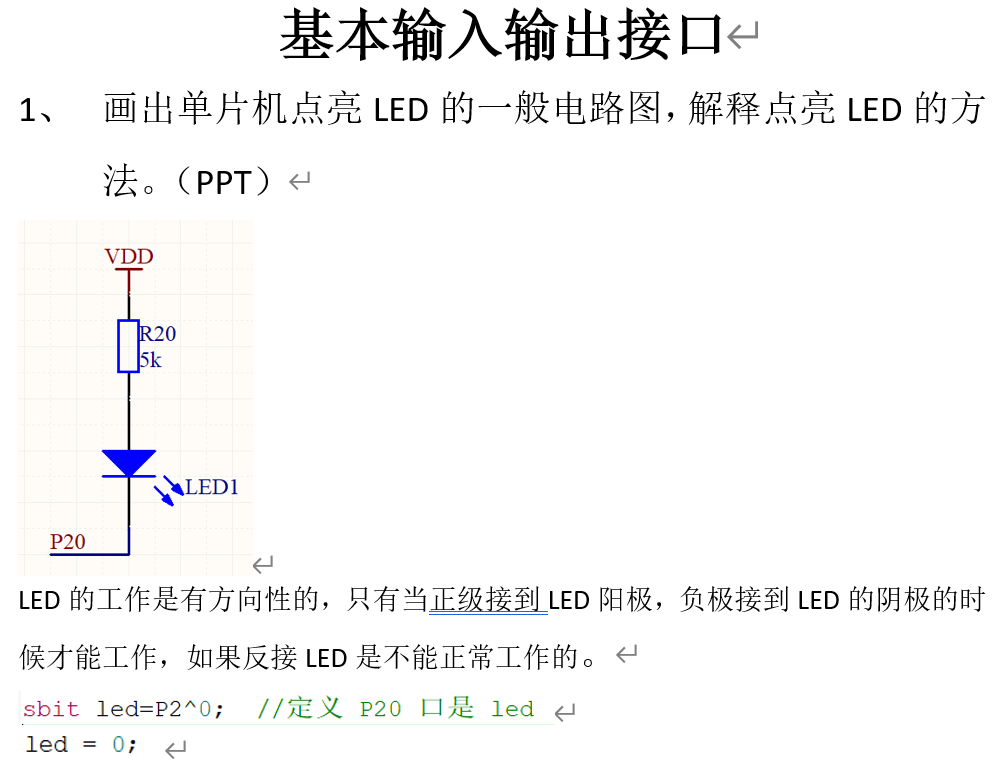 基本输入输出接口↵
1、 画出单片机点亮 LED 的一般电路图，解释点亮 LED 的方
法。（PPT）↵
VDD
R20
5k
LED1
P20
↵
LED 的工作是有方向性的，只有当正级接到 LED 阳极，负极接到 LED 的阴极的时
候才能工作，如果反接 LED 是不能正常工作的。↵
sbit led=P2^0;  //定义 P20 口是 led ↵
led = 0; ↵